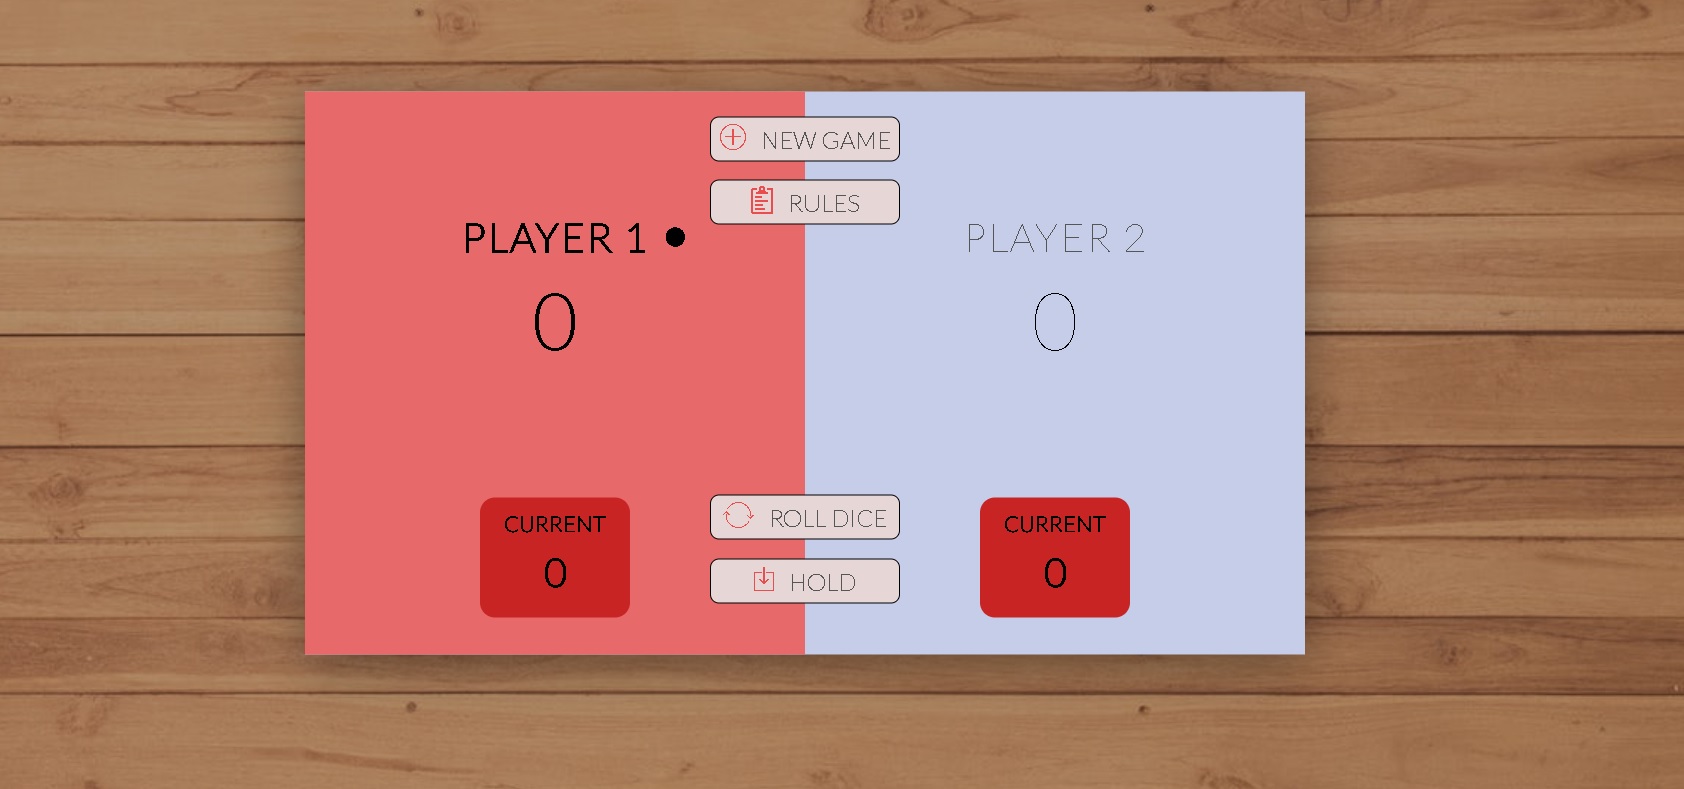 NEW GAME
RULES
PLAYER 1
PLAYER 2
0
0
CURRENT
0
ROLL DICE
HOLD
CURRENT
0